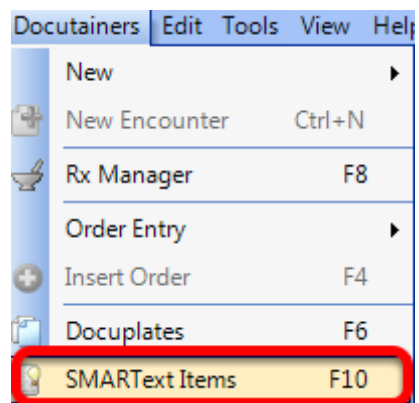 Docutainers Edit Tools View Help
New
New Encounter Ctrl+N
Rx Manager F8
Order Entry
Insert Order F4
Docuplates F6
SMARText Items F10